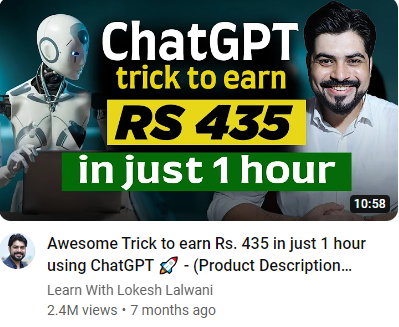 ChatGPT
trick to earn
RS 435
in just 1 hour
10:58
Awesome Trick to earn Rs. 435 in just 1 hour
using ChatGPT 🚀 - (Product Description...
Learn With Lokesh Lalwani
2.4M views • 7 months ago